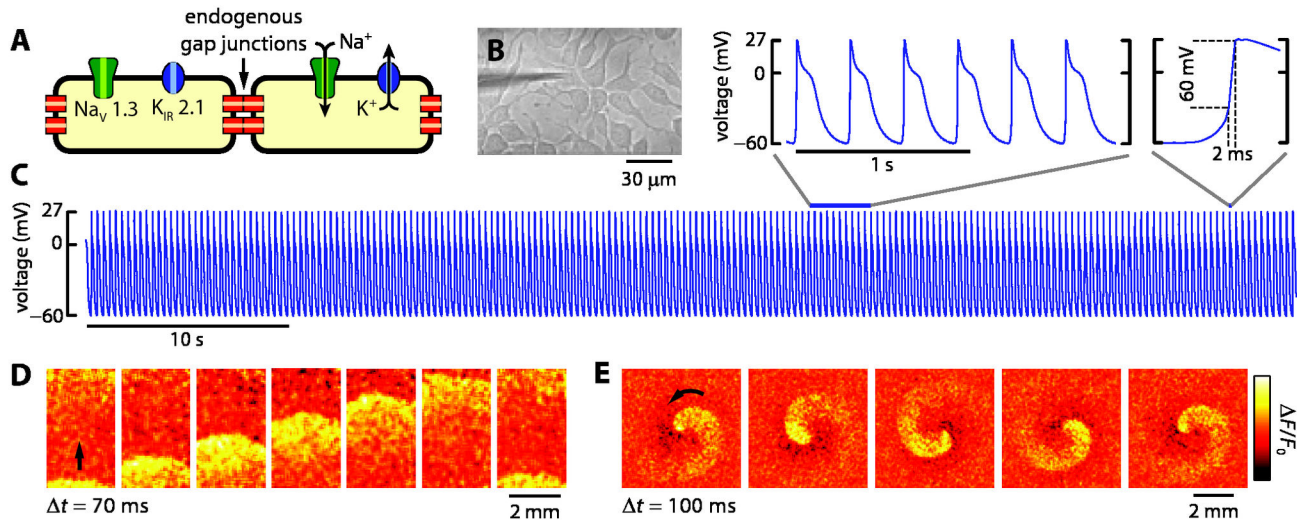 A
endogenous
gap junctions
Na⁺
Naᵥ 1.3
K_IR 2.1
K⁺
B
30 μm
voltage (mV)
27
0
−60
1 s
60 mV
2 ms
C
voltage (mV)
27
0
−60
10 s
D
Δt = 70 ms
2 mm
E
Δt = 100 ms
2 mm
ΔF/F₀